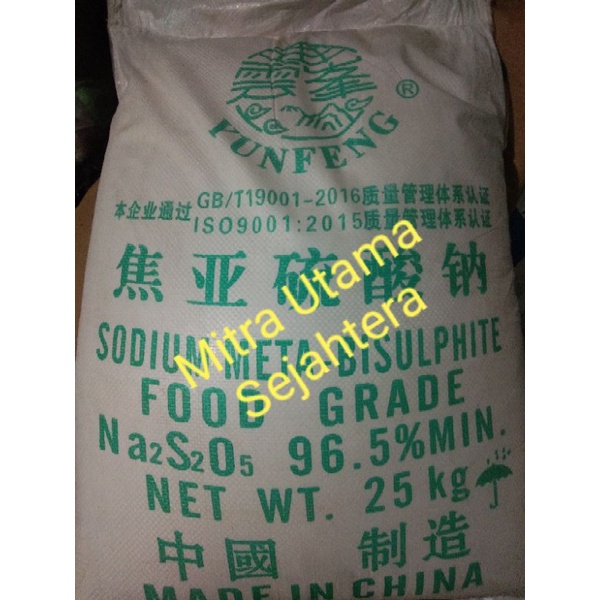 YUNFENG ®
本企业通过 GB/T19001-2016质量管理体系认证
ISO9001:2015质量管理体系认证
焦亚硫酸钠
Mitra Utama
Sejahtera
SODIUM META-BISULPHITE
FOOD GRADE
Na2S2O5 96.5%MIN.
NET WT. 25kg
中國 制造
MADE IN CHINA